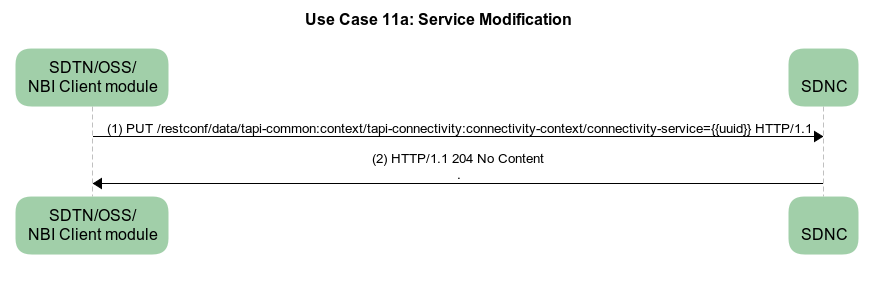 Use Case 11a: Service Modification
SDTN/OSS/
NBI Client module
SDNC
(1) PUT /restconf/data/tapi-common:context/tapi-connectivity:connectivity-context/connectivity-service={{uuid}} HTTP/1.1
(2) HTTP/1.1 204 No Content
.
SDTN/OSS/
NBI Client module
SDNC